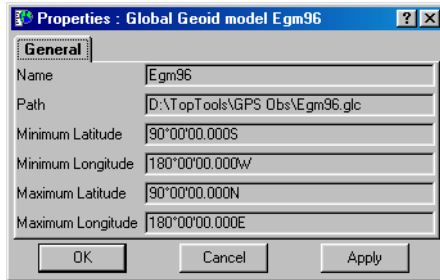 Properties : Global Geoid model Egm96
General
Name Egm96
Path D:\TopTools\GPS Obs\Egm96.glc
Minimum Latitude 90°00'00.000S
Minimum Longitude 180°00'00.000W
Maximum Latitude 90°00'00.000N
Maximum Longitude 180°00'00.000E
OK Cancel Apply